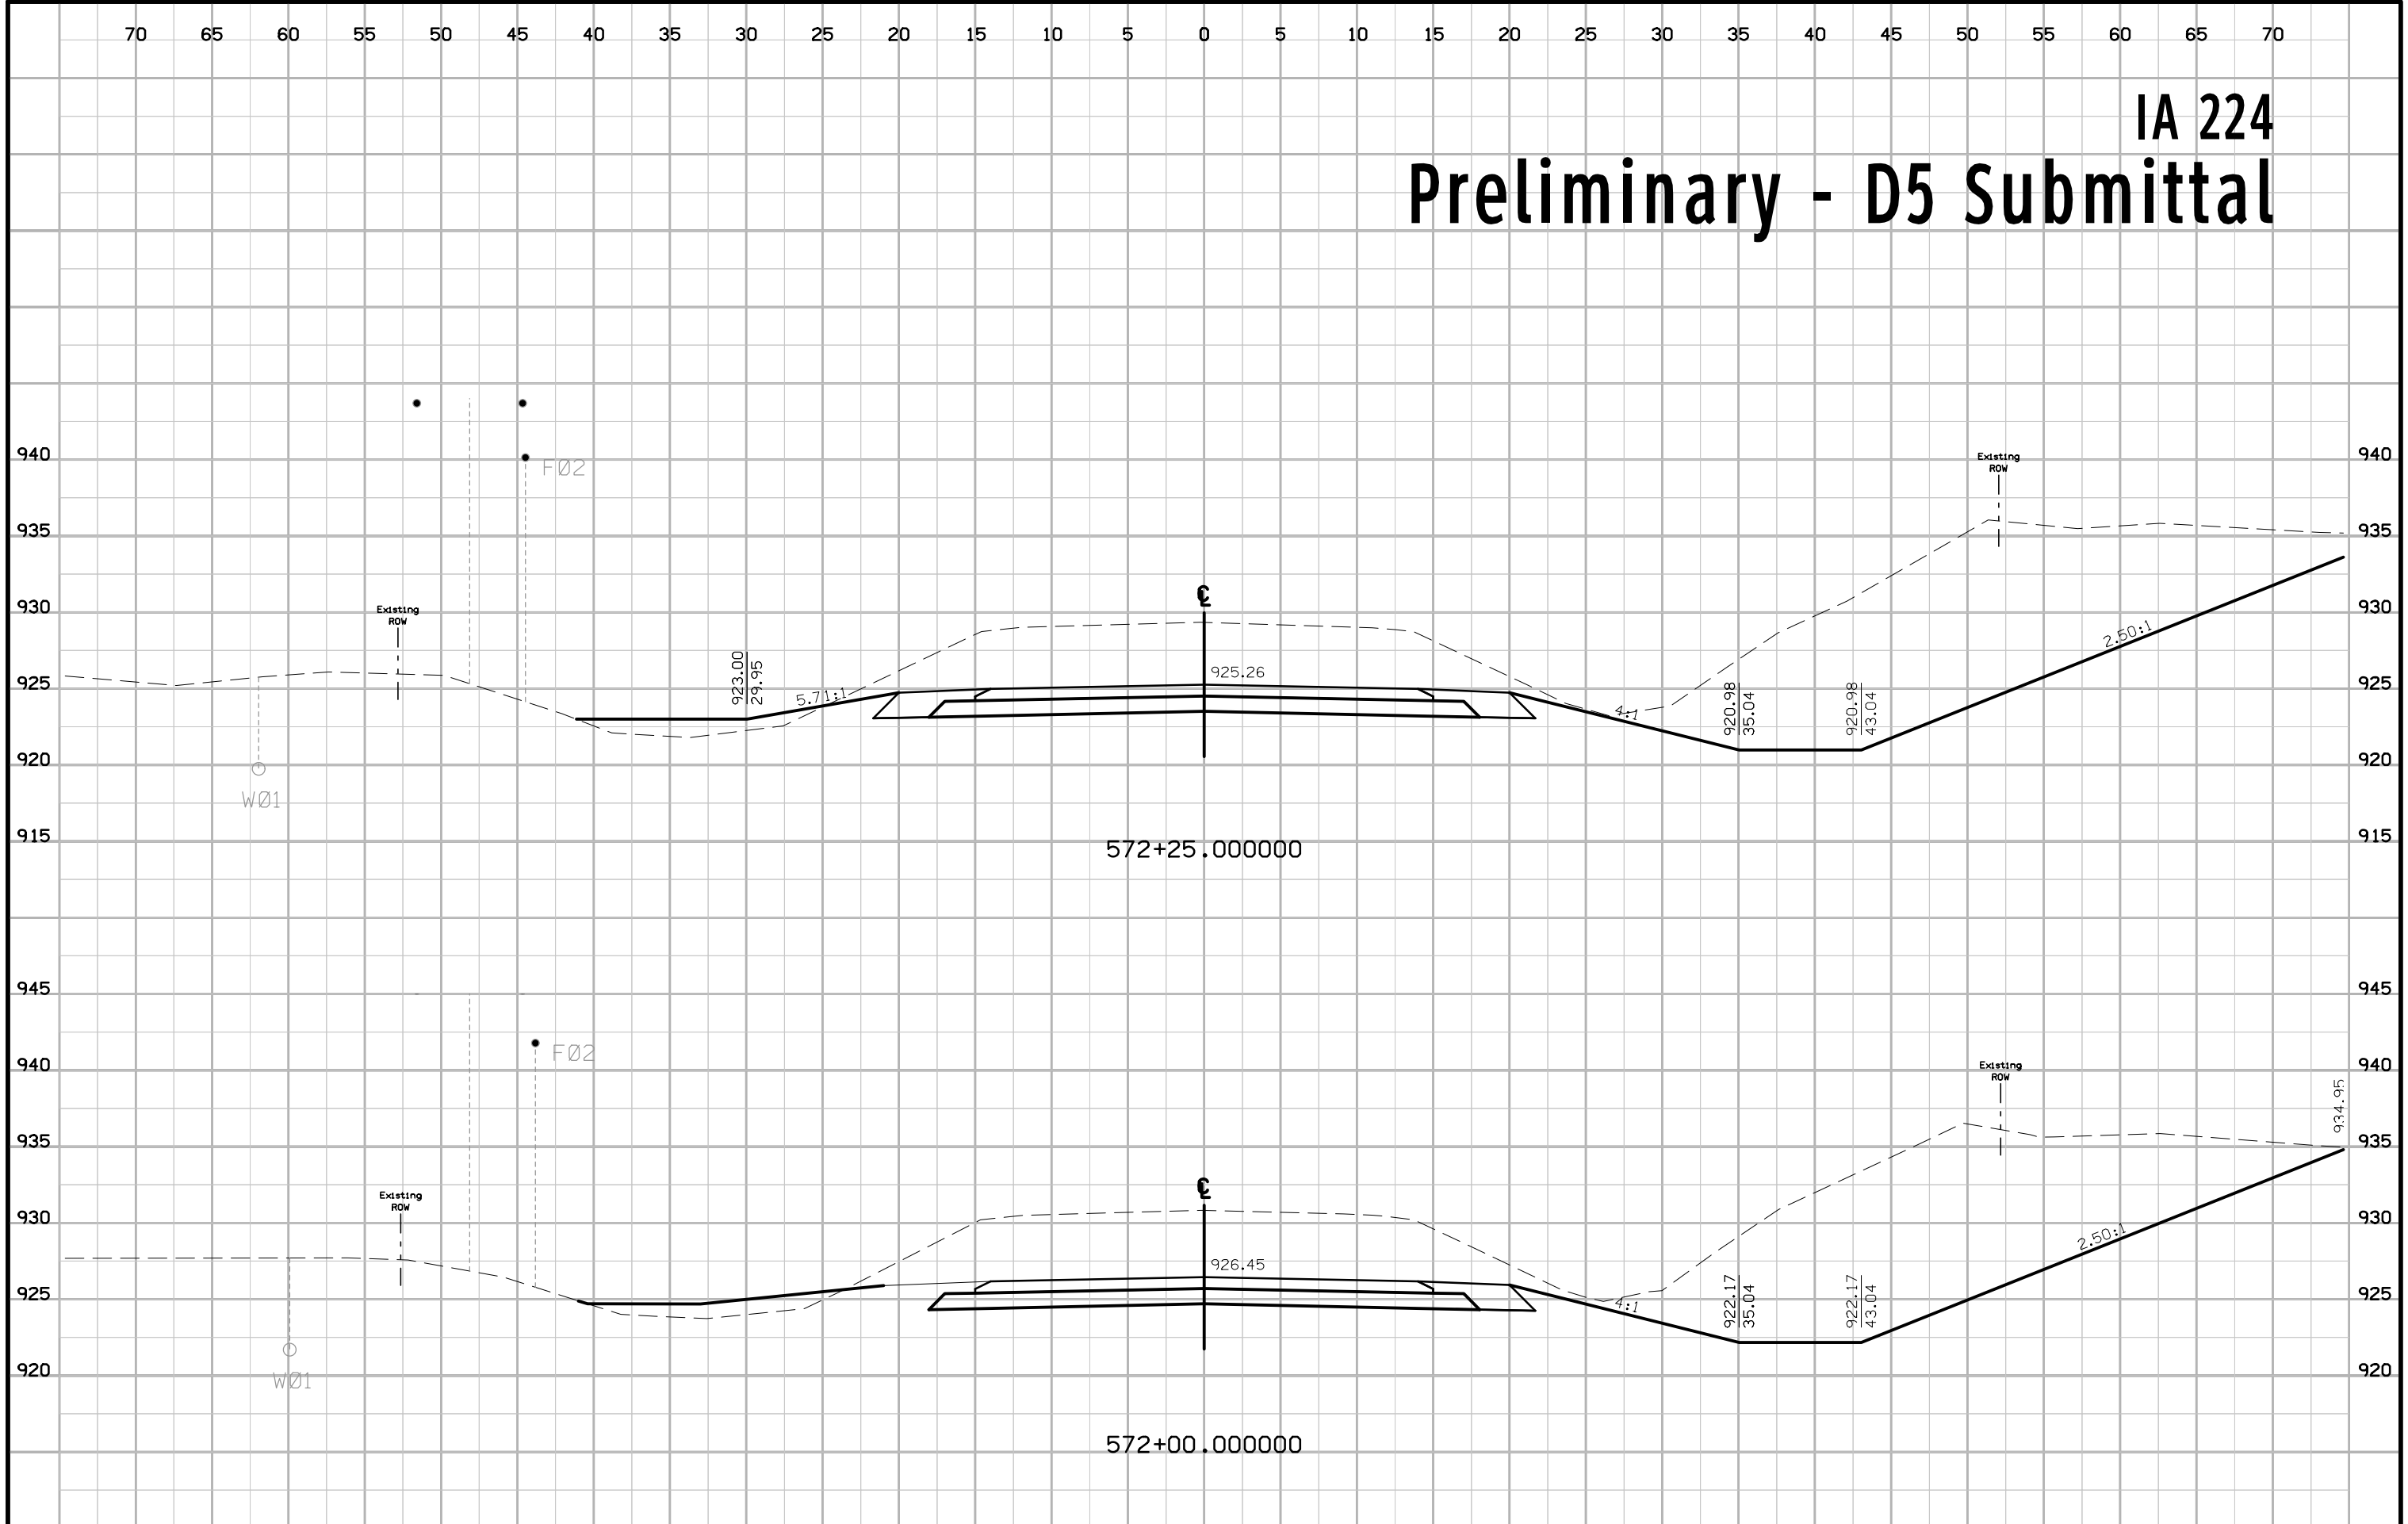 70 65 60 55 50 45 40 35 30 25 20 15 10 5 0 5 10 15 20 25 30 35 40 45 50 55 60 65 70
IA 224
Preliminary - D5 Submittal
940 940
F02
Existing
ROW
935 935
930 930
Existing
ROW
℄
925 925
923.00
29.95
5.71:1
925.26
4:1
920.98
35.04
920.98
43.04
2.50:1
920 920
W01
915 915
572+25.000000
945 945
F02
940 940
Existing
ROW
934.95
935 935
930 930
Existing
ROW
℄
925 925
926.45
4:1
922.17
35.04
922.17
43.04
2.50:1
920 920
W01
572+00.000000